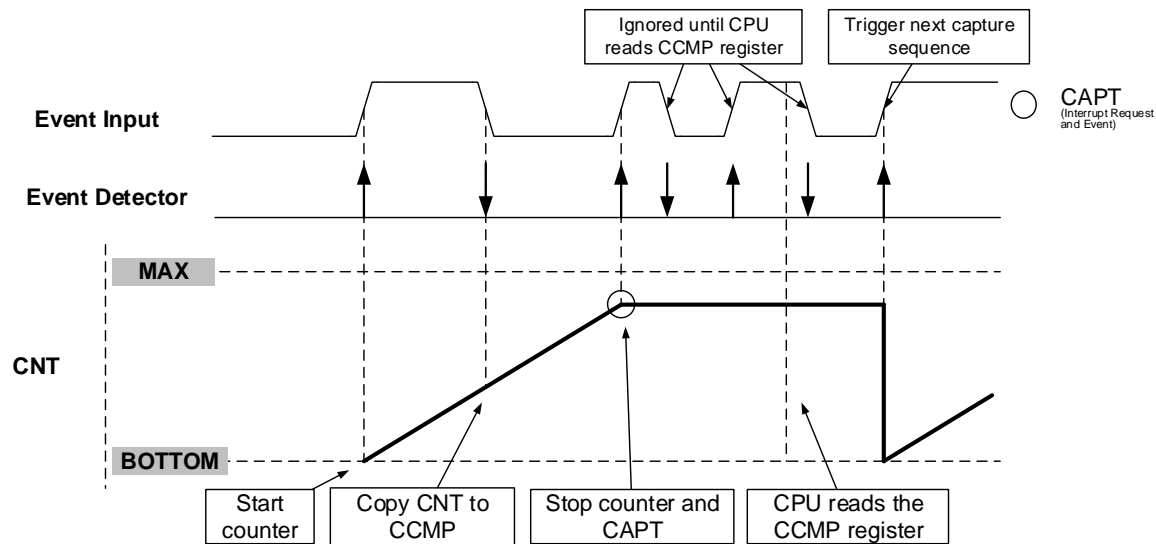 Ignored until CPU
reads CCMP register
Trigger next capture
sequence
Event Input
CAPT
(Interrupt Request
and Event)
Event Detector
MAX
CNT
BOTTOM
Start
counter
Copy CNT to
CCMP
Stop counter and
CAPT
CPU reads the
CCMP register